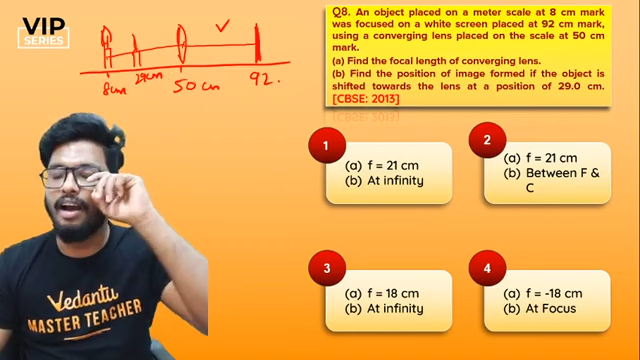 VIP
SERIES
8cm
29cm
50 cm
92.
Q8. An object placed on a meter scale at 8 cm mark
was focused on a white screen placed at 92 cm mark,
using a converging lens placed on the scale at 50 cm
mark.
(a) Find the focal length of converging lens.
(b) Find the position of image formed if the object is
shifted towards the lens at a position of 29.0 cm.
[CBSE: 2013]
1
(a) f = 21 cm
(b) At infinity
2
(a) f = 21 cm
(b) Between F &
C
3
(a) f = 18 cm
(b) At infinity
4
(a) f = -18 cm
(b) At Focus
Vedantu
MASTER TEACHER